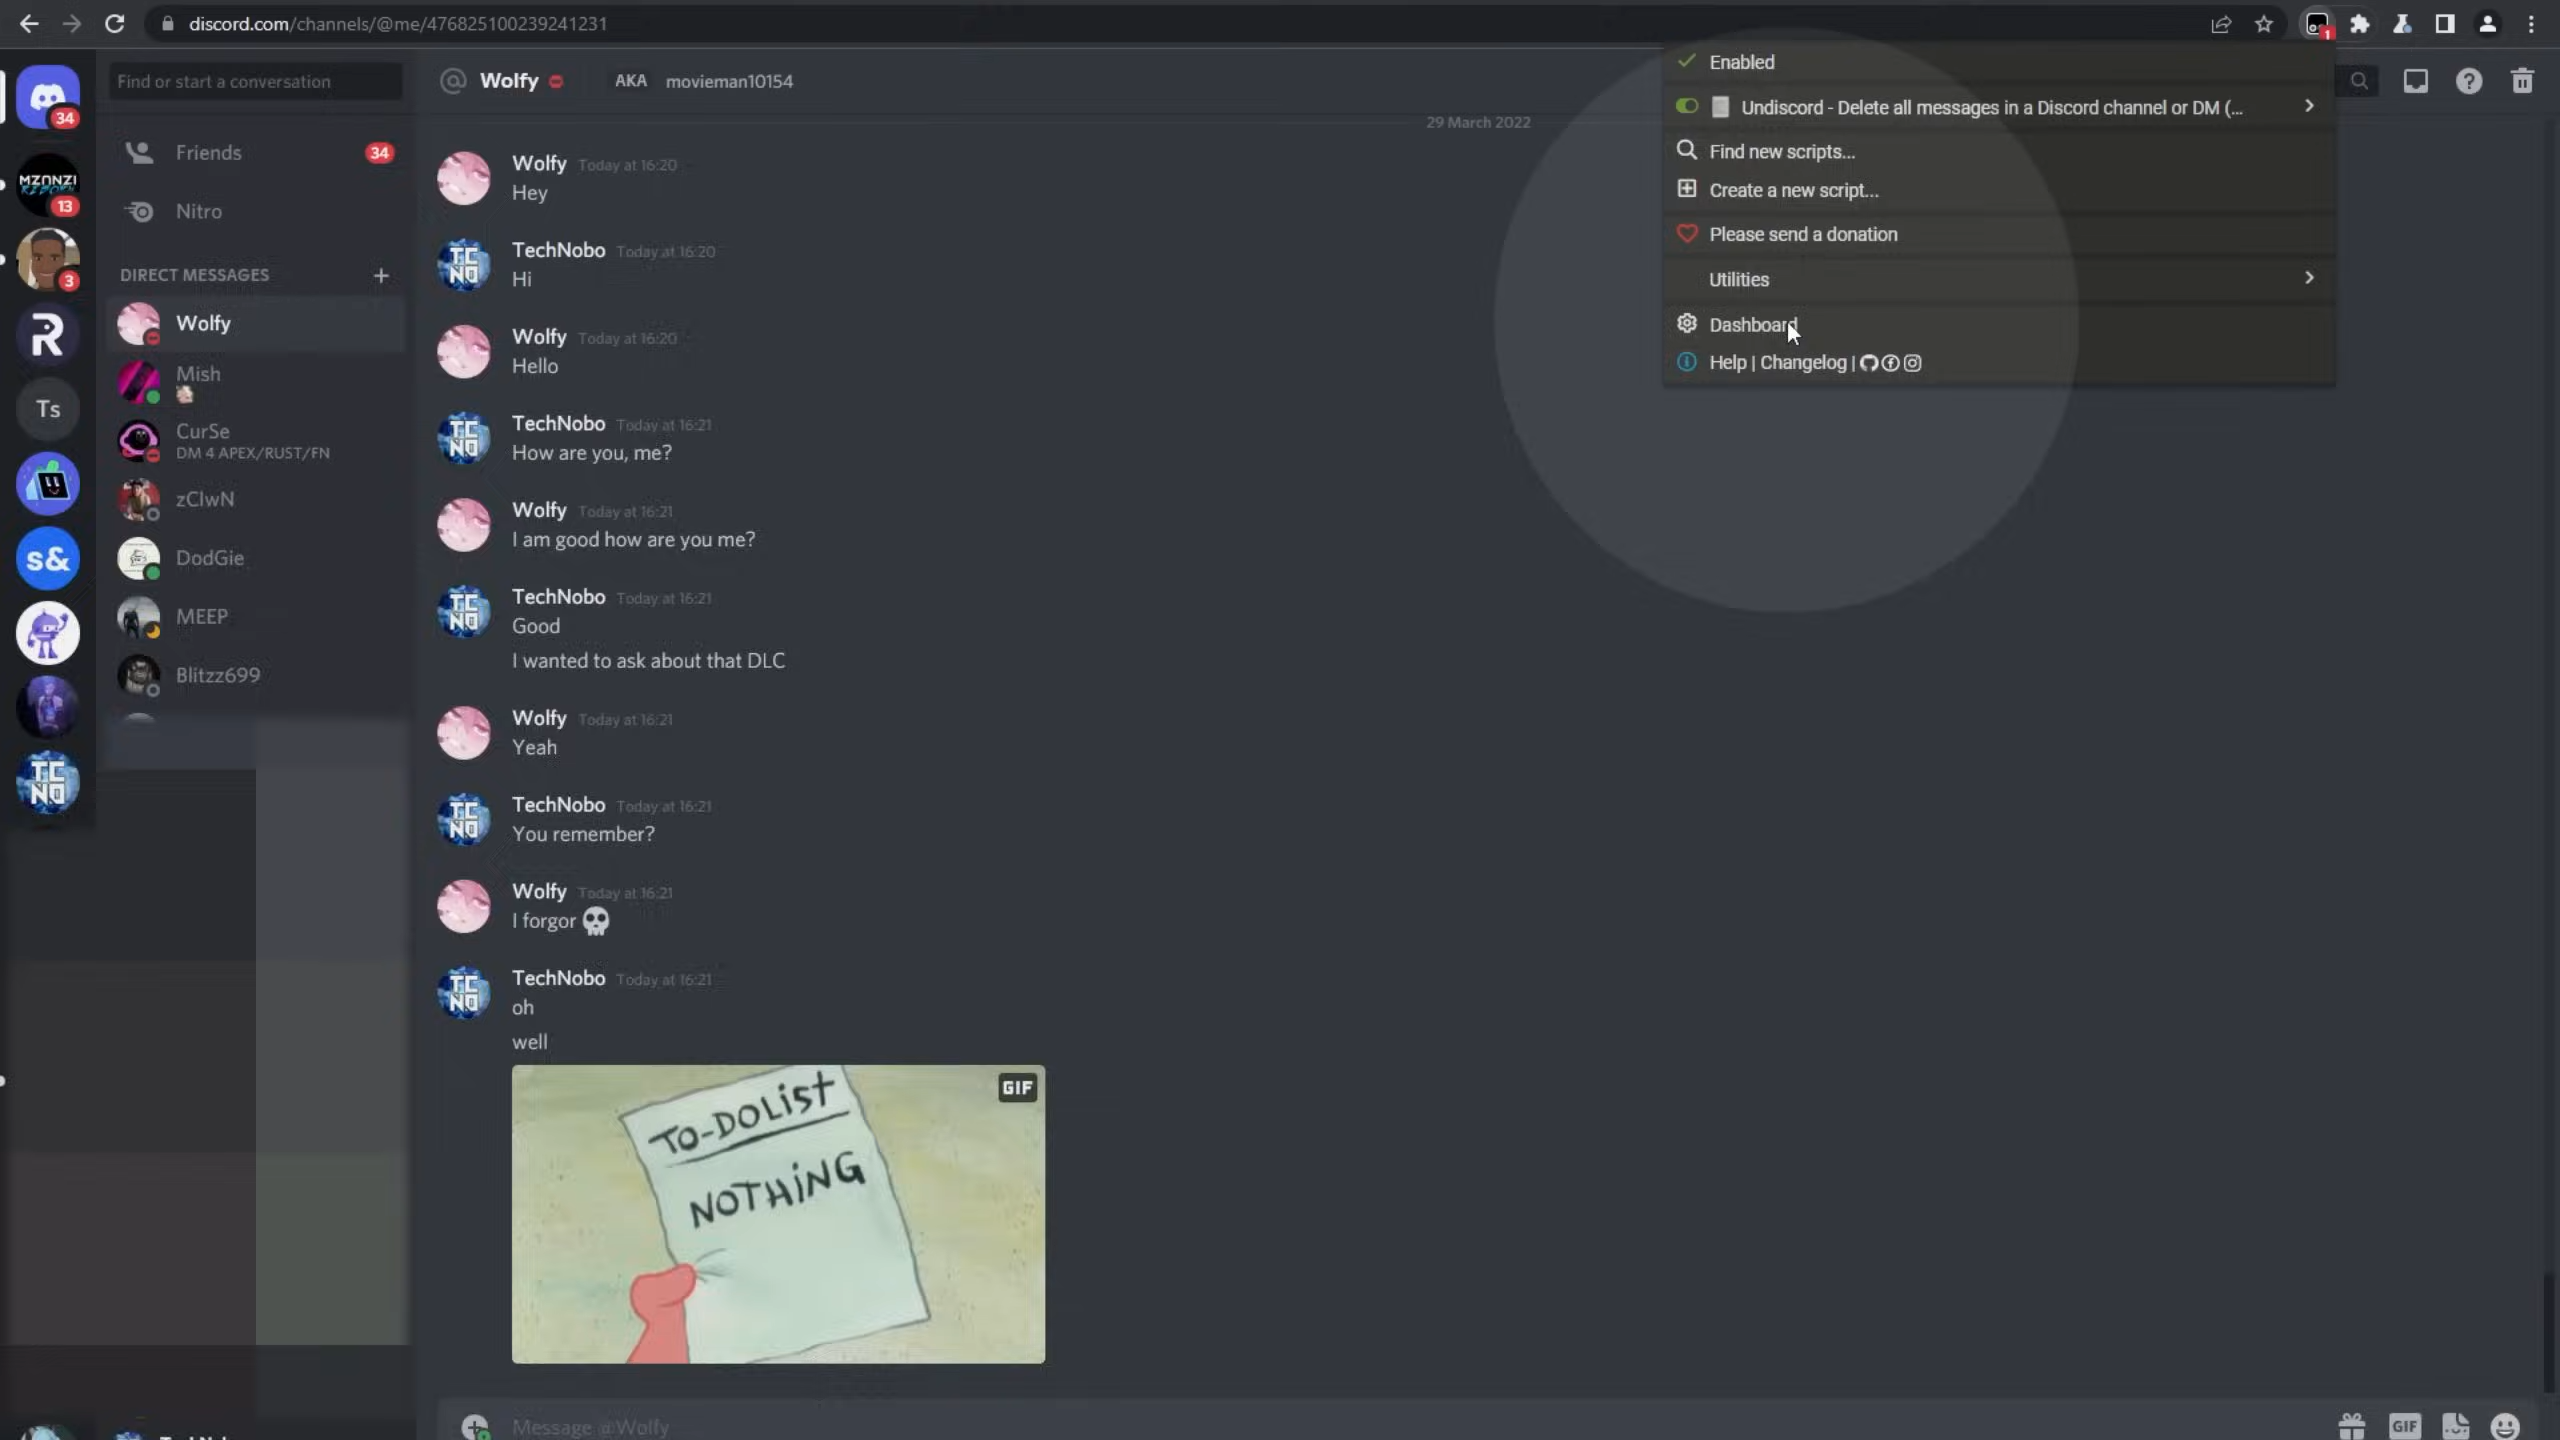 discord.com/channels/@me/476825100239241231
1
34
MZONZI
REBORN
13
3
Ts
s&
TC
NO
Find or start a conversation
Friends 34
Nitro
DIRECT MESSAGES +
Wolfy
Mish
CurSe
DM 4 APEX/RUST/FN
zClwN
DodGie
MEEP
Blitzz699
@ Wolfy AKA movieman10154
29 March 2022
Wolfy Today at 16:20
Hey
TechNobo Today at 16:20
Hi
Wolfy Today at 16:20
Hello
TechNobo Today at 16:21
How are you, me?
Wolfy Today at 16:21
I am good how are you me?
TechNobo Today at 16:21
Good
I wanted to ask about that DLC
Wolfy Today at 16:21
Yeah
TechNobo Today at 16:21
You remember?
Wolfy Today at 16:21
I forgor 💀
TechNobo Today at 16:21
oh
well
GIF
TO-DO LIST
NOTHING
Message @Wolfy
GIF
Enabled
Undiscord - Delete all messages in a Discord channel or DM (...
Find new scripts...
Create a new script...
Please send a donation
Utilities
Dashboard
Help | Changelog |